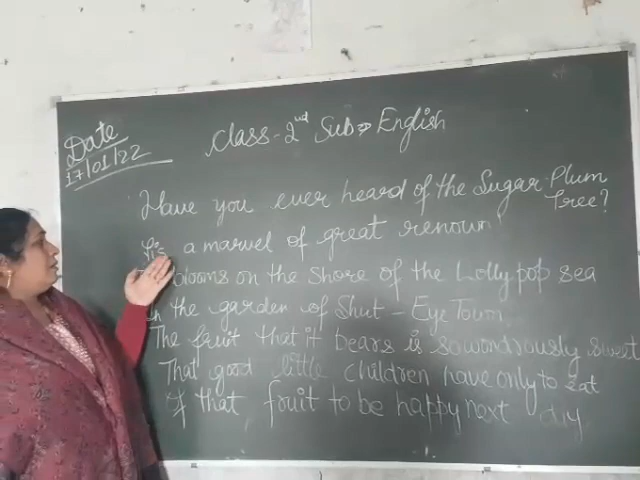 Date
17/01/22
Class - 2nd Sub⇒ English
Have you ever heard of the Sugar Plum
Tree?
a marvel of great renown
blooms on the shore of the Lolly pop sea
In the garden of Shut - Eye Town
The fruit that it bears is so wondrously sweet
That good little children have only to eat
of that fruit to be happy next day